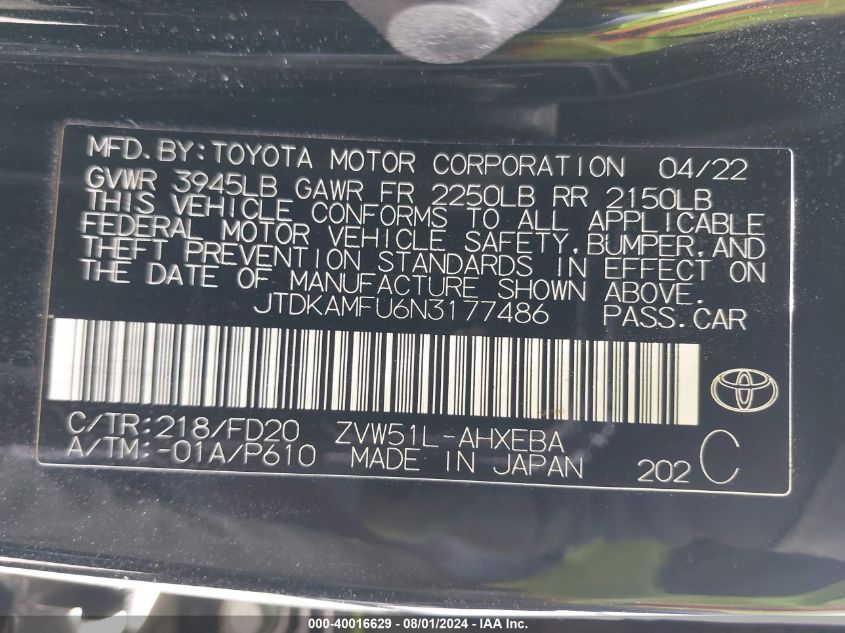 MFD.BY:TOYOTA MOTOR CORPORATION 04/22
GVWR 3945LB GAWR FR 2250LB RR 2150LB
THIS VEHICLE CONFORMS TO ALL APPLICABLE
FEDERAL MOTOR VEHICLE SAFETY,BUMPER,AND
THEFT PREVENTION STANDARDS IN EFFECT ON
THE DATE OF MANUFACTURE SHOWN ABOVE.
JTDKAMFU6N3177486 PASS.CAR
C/TR:218/FD20 ZVW51L-AHXEBA
A/TM:-01A/P610 MADE IN JAPAN 202 C
000-40016629 - 08/01/2024 - IAAI.com